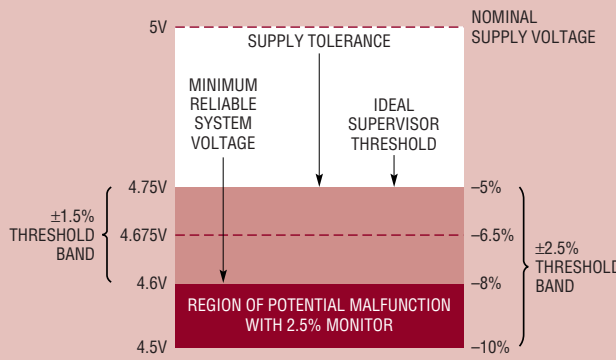 NOMINAL
SUPPLY VOLTAGE
5V
SUPPLY TOLERANCE
MINIMUM
RELIABLE
SYSTEM
VOLTAGE
IDEAL
SUPERVISOR
THRESHOLD
4.75V
–5%
±1.5%
THRESHOLD
BAND
4.675V
–6.5%
±2.5%
THRESHOLD
BAND
4.6V
–8%
REGION OF POTENTIAL MALFUNCTION
WITH 2.5% MONITOR
4.5V
–10%